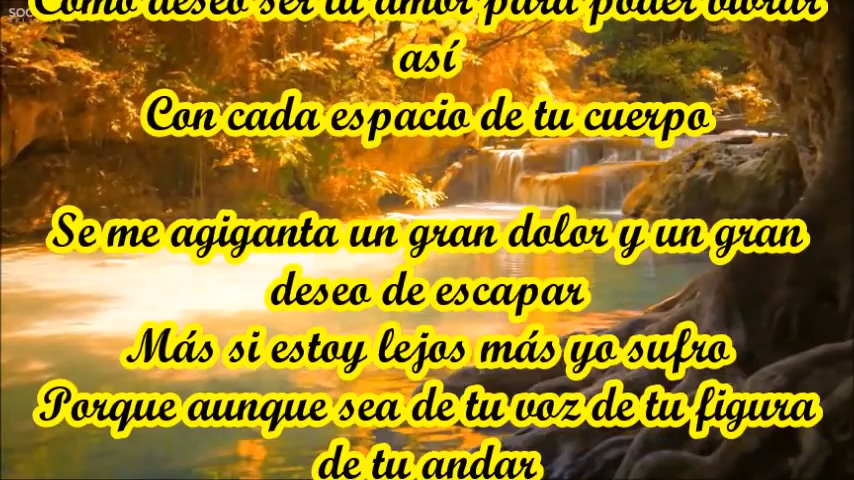 Como deseo ser tu amor para poder vibrar
así
Con cada espacio de tu cuerpo
Se me agiganta un gran dolor y un gran
deseo de escapar
Más si estoy lejos más yo sufro
Porque aunque sea de tu voz de tu figura
de tu andar